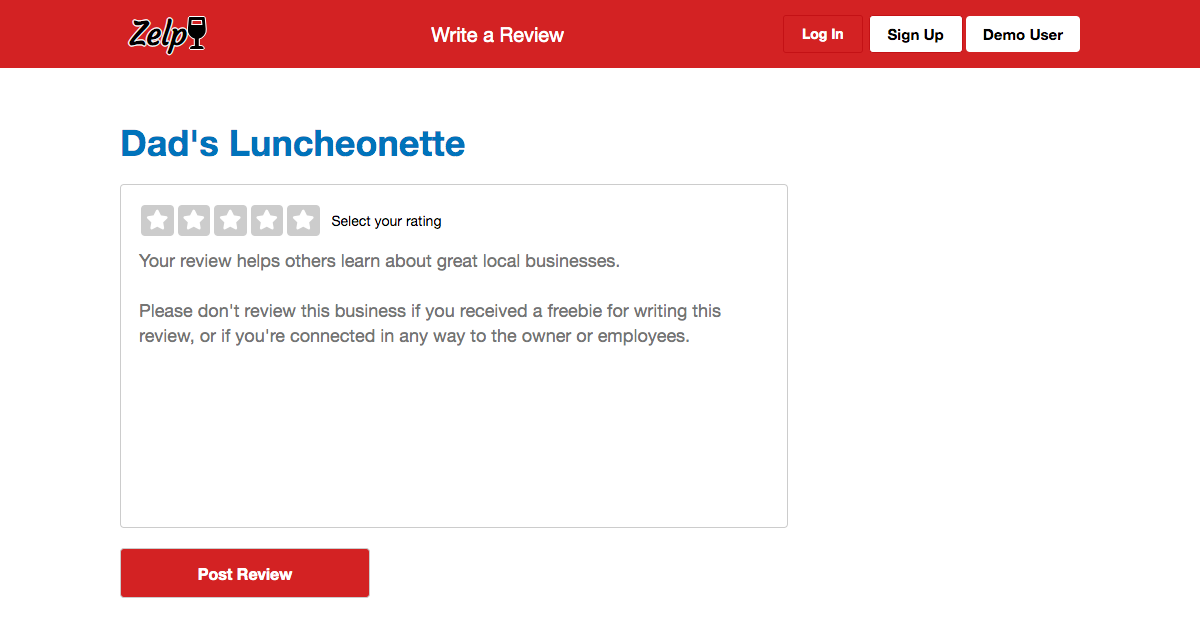 Zelp
Write a Review
Log In
Sign Up
Demo User
Dad's Luncheonette
Select your rating
Your review helps others learn about great local businesses.
Please don't review this business if you received a freebie for writing this
review, or if you're connected in any way to the owner or employees.
Post Review